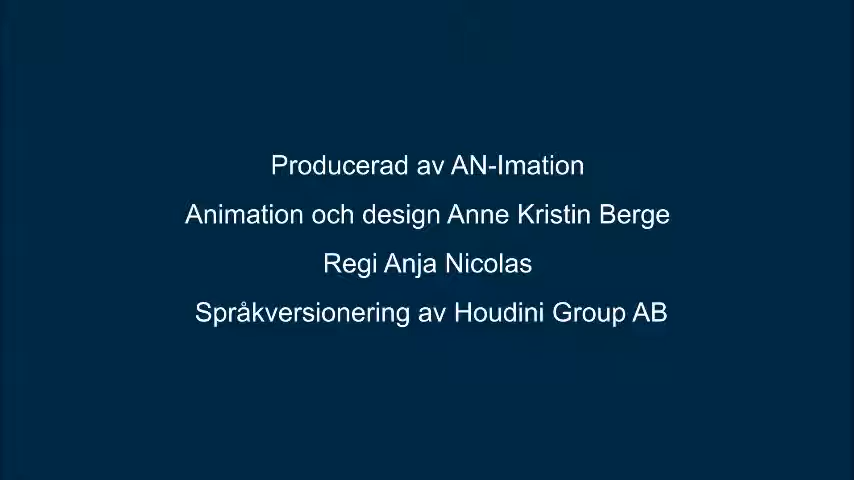 Producerad av AN-Imation
Animation och design Anne Kristin Berge
Regi Anja Nicolas
Språkversionering av Houdini Group AB